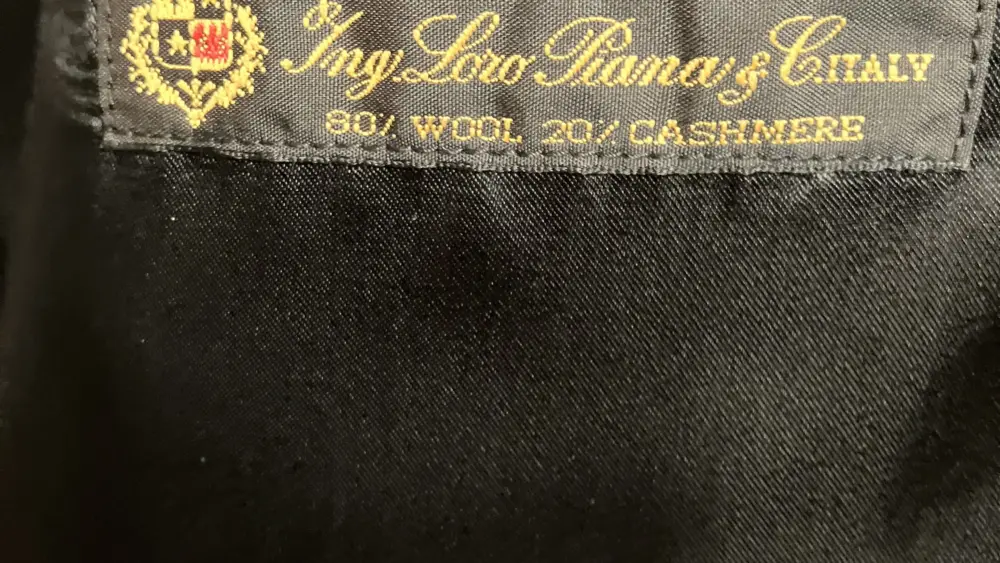 Ing. Loro Piana & C. ITALY
80% WOOL 20% CASHMERE